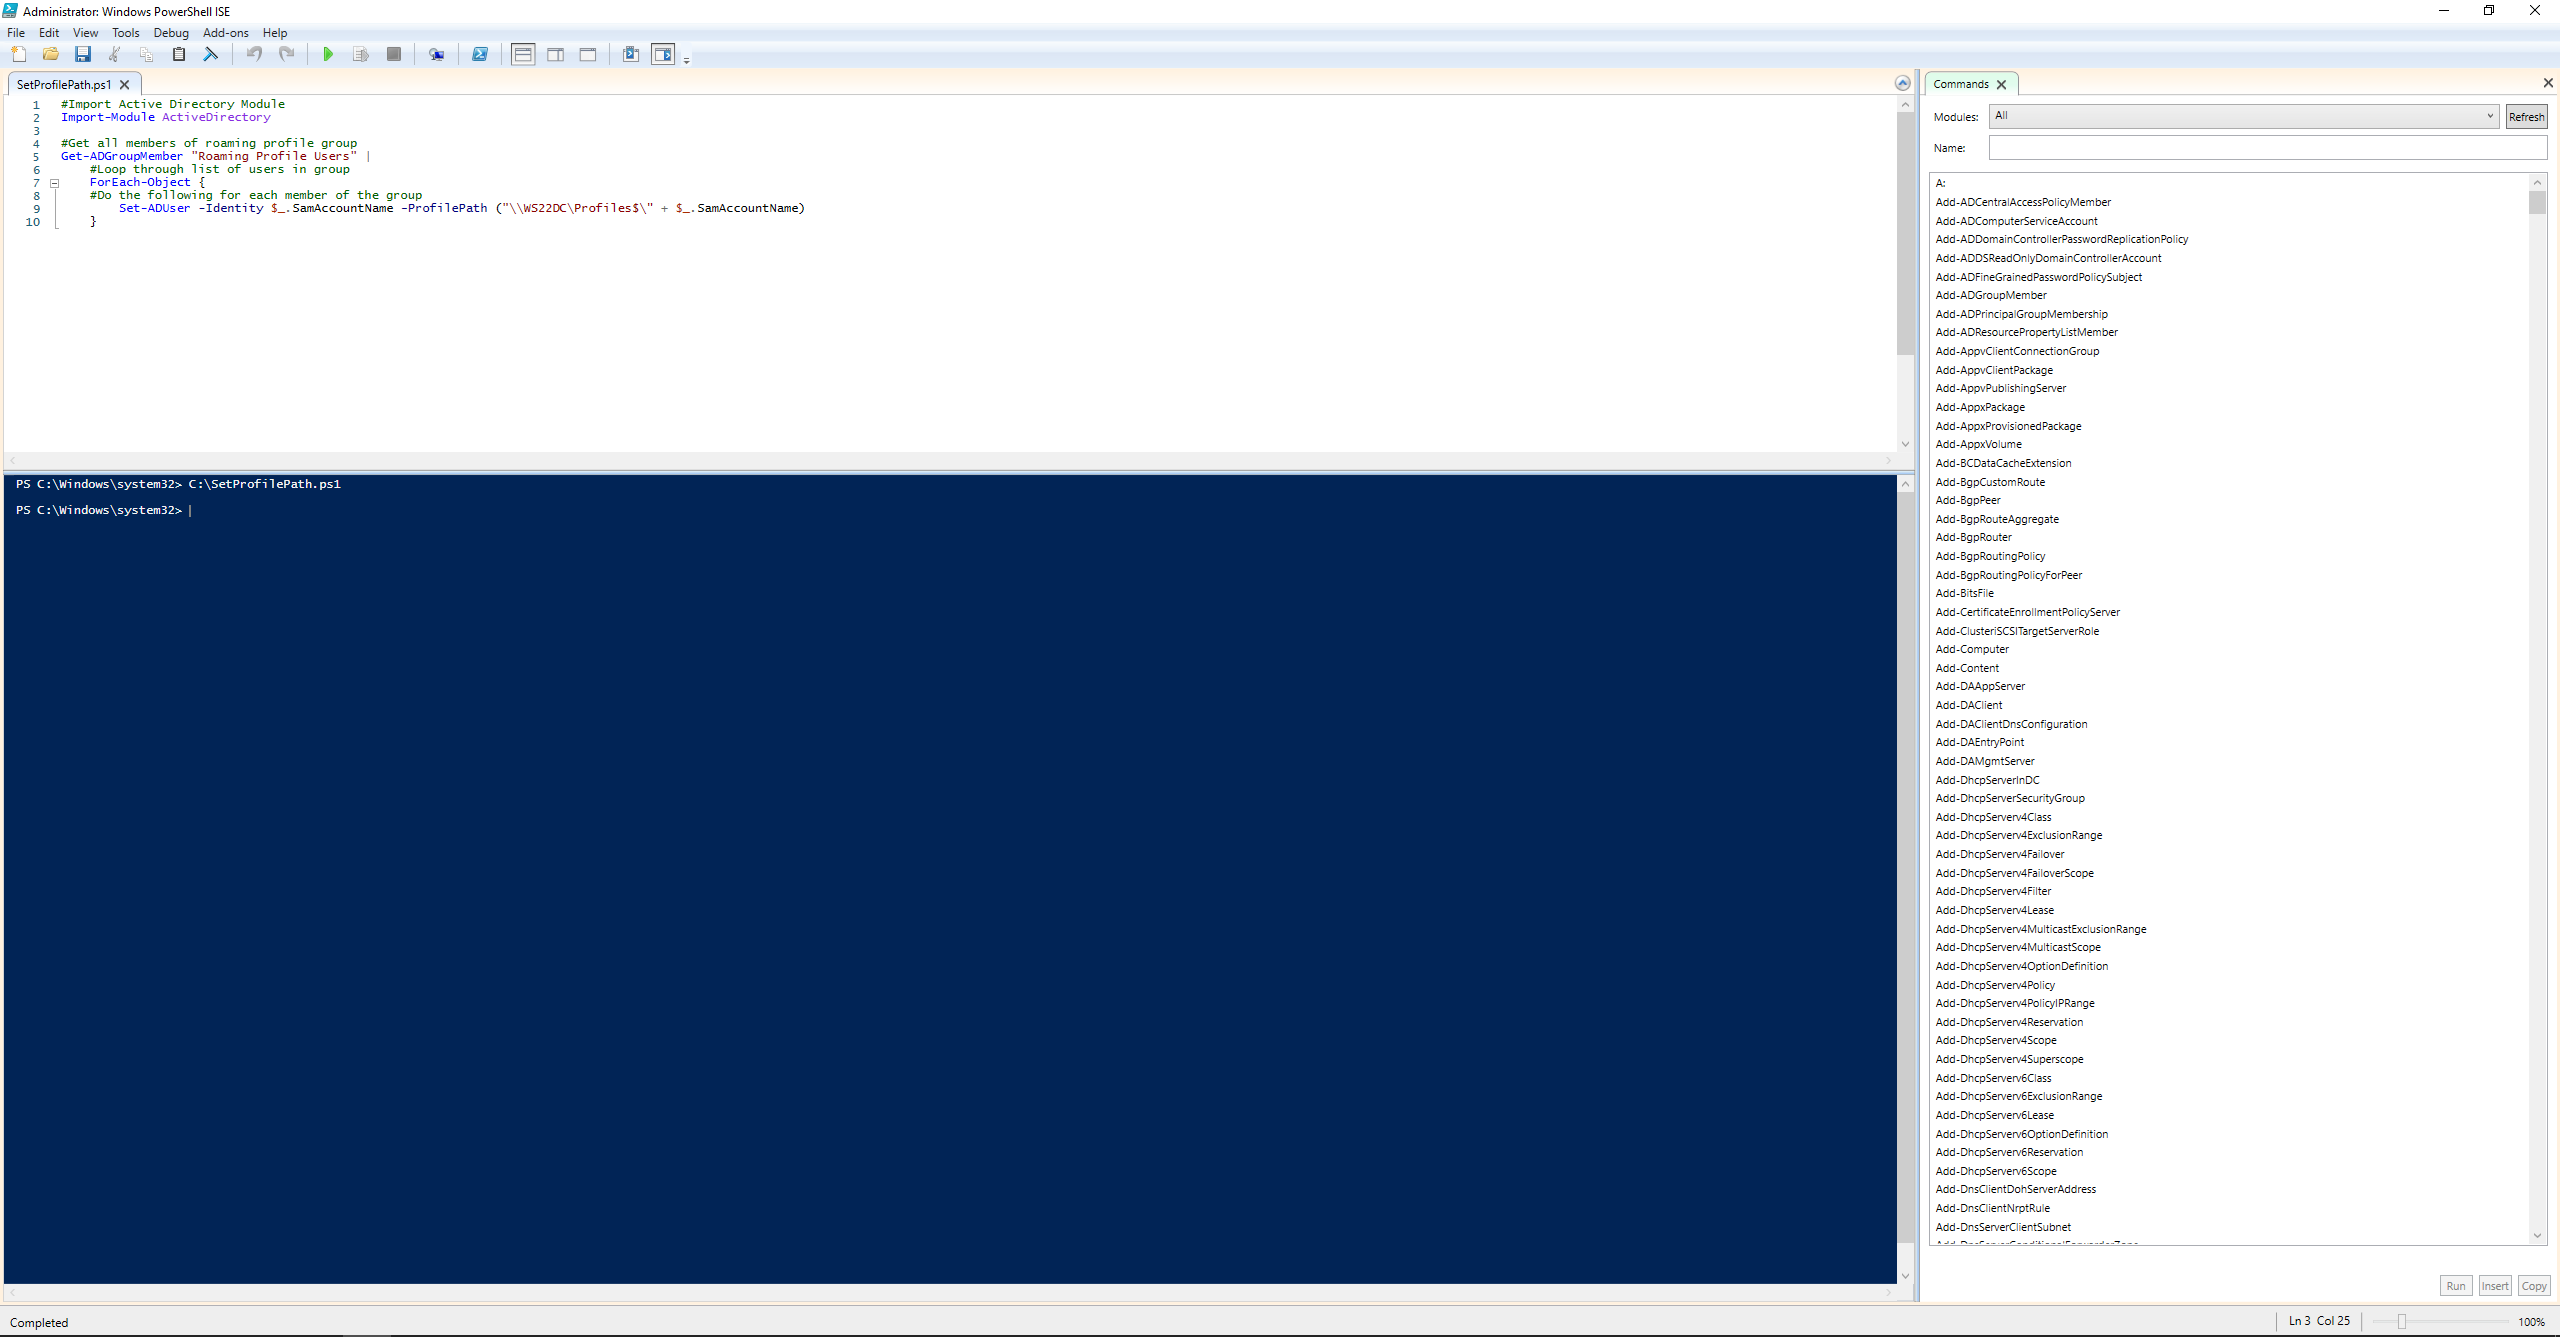 Administrator: Windows PowerShell ISE
File Edit View Tools Debug Add-ons Help
SetProfilePath.ps1
1 #Import Active Directory Module
2 Import-Module ActiveDirectory
3
4 #Get all members of roaming profile group
5 Get-ADGroupMember "Roaming Profile Users" |
6 #Loop through list of users in group
7 ForEach-Object {
8 #Do the following for each member of the group
9 Set-ADUser -Identity $_.SamAccountName -ProfilePath ("\\WS22DC\Profiles$\" + $_.SamAccountName)
10 }
PS C:\Windows\system32> C:\SetProfilePath.ps1
PS C:\Windows\system32>
Commands
Modules: All Refresh
Name:
A:
Add-ADCentralAccessPolicyMember
Add-ADComputerServiceAccount
Add-ADDomainControllerPasswordReplicationPolicy
Add-ADDSReadOnlyDomainControllerAccount
Add-ADFineGrainedPasswordPolicySubject
Add-ADGroupMember
Add-ADPrincipalGroupMembership
Add-ADResourcePropertyListMember
Add-AppvClientConnectionGroup
Add-AppvClientPackage
Add-AppvPublishingServer
Add-AppxPackage
Add-AppxProvisionedPackage
Add-AppxVolume
Add-BCDataCacheExtension
Add-BgpCustomRoute
Add-BgpPeer
Add-BgpRouteAggregate
Add-BgpRouter
Add-BgpRoutingPolicy
Add-BgpRoutingPolicyForPeer
Add-BitsFile
Add-CertificateEnrollmentPolicyServer
Add-ClusteriSCSITargetServerRole
Add-Computer
Add-Content
Add-DAAppServer
Add-DAClient
Add-DAClientDnsConfiguration
Add-DAEntryPoint
Add-DAMgmtServer
Add-DhcpServerInDC
Add-DhcpServerSecurityGroup
Add-DhcpServerv4Class
Add-DhcpServerv4ExclusionRange
Add-DhcpServerv4Failover
Add-DhcpServerv4FailoverScope
Add-DhcpServerv4Filter
Add-DhcpServerv4Lease
Add-DhcpServerv4MulticastExclusionRange
Add-DhcpServerv4MulticastScope
Add-DhcpServerv4OptionDefinition
Add-DhcpServerv4Policy
Add-DhcpServerv4PolicyIPRange
Add-DhcpServerv4Reservation
Add-DhcpServerv4Scope
Add-DhcpServerv4Superscope
Add-DhcpServerv6Class
Add-DhcpServerv6ExclusionRange
Add-DhcpServerv6Lease
Add-DhcpServerv6OptionDefinition
Add-DhcpServerv6Reservation
Add-DhcpServerv6Scope
Add-DnsClientDohServerAddress
Add-DnsClientNrptRule
Add-DnsServerClientSubnet
Run Insert Copy
Completed
Ln 3 Col 25
100%